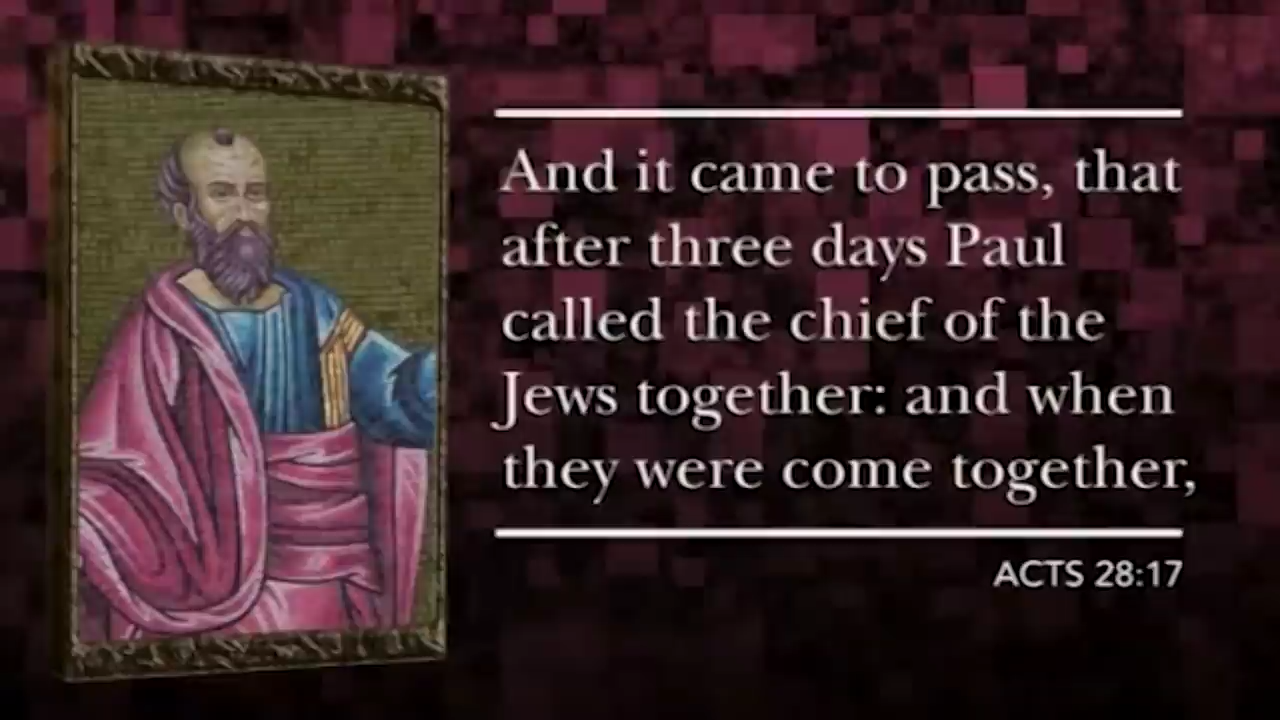 And it came to pass, that
after three days Paul
called the chief of the
Jews together: and when
they were come together,
ACTS 28:17